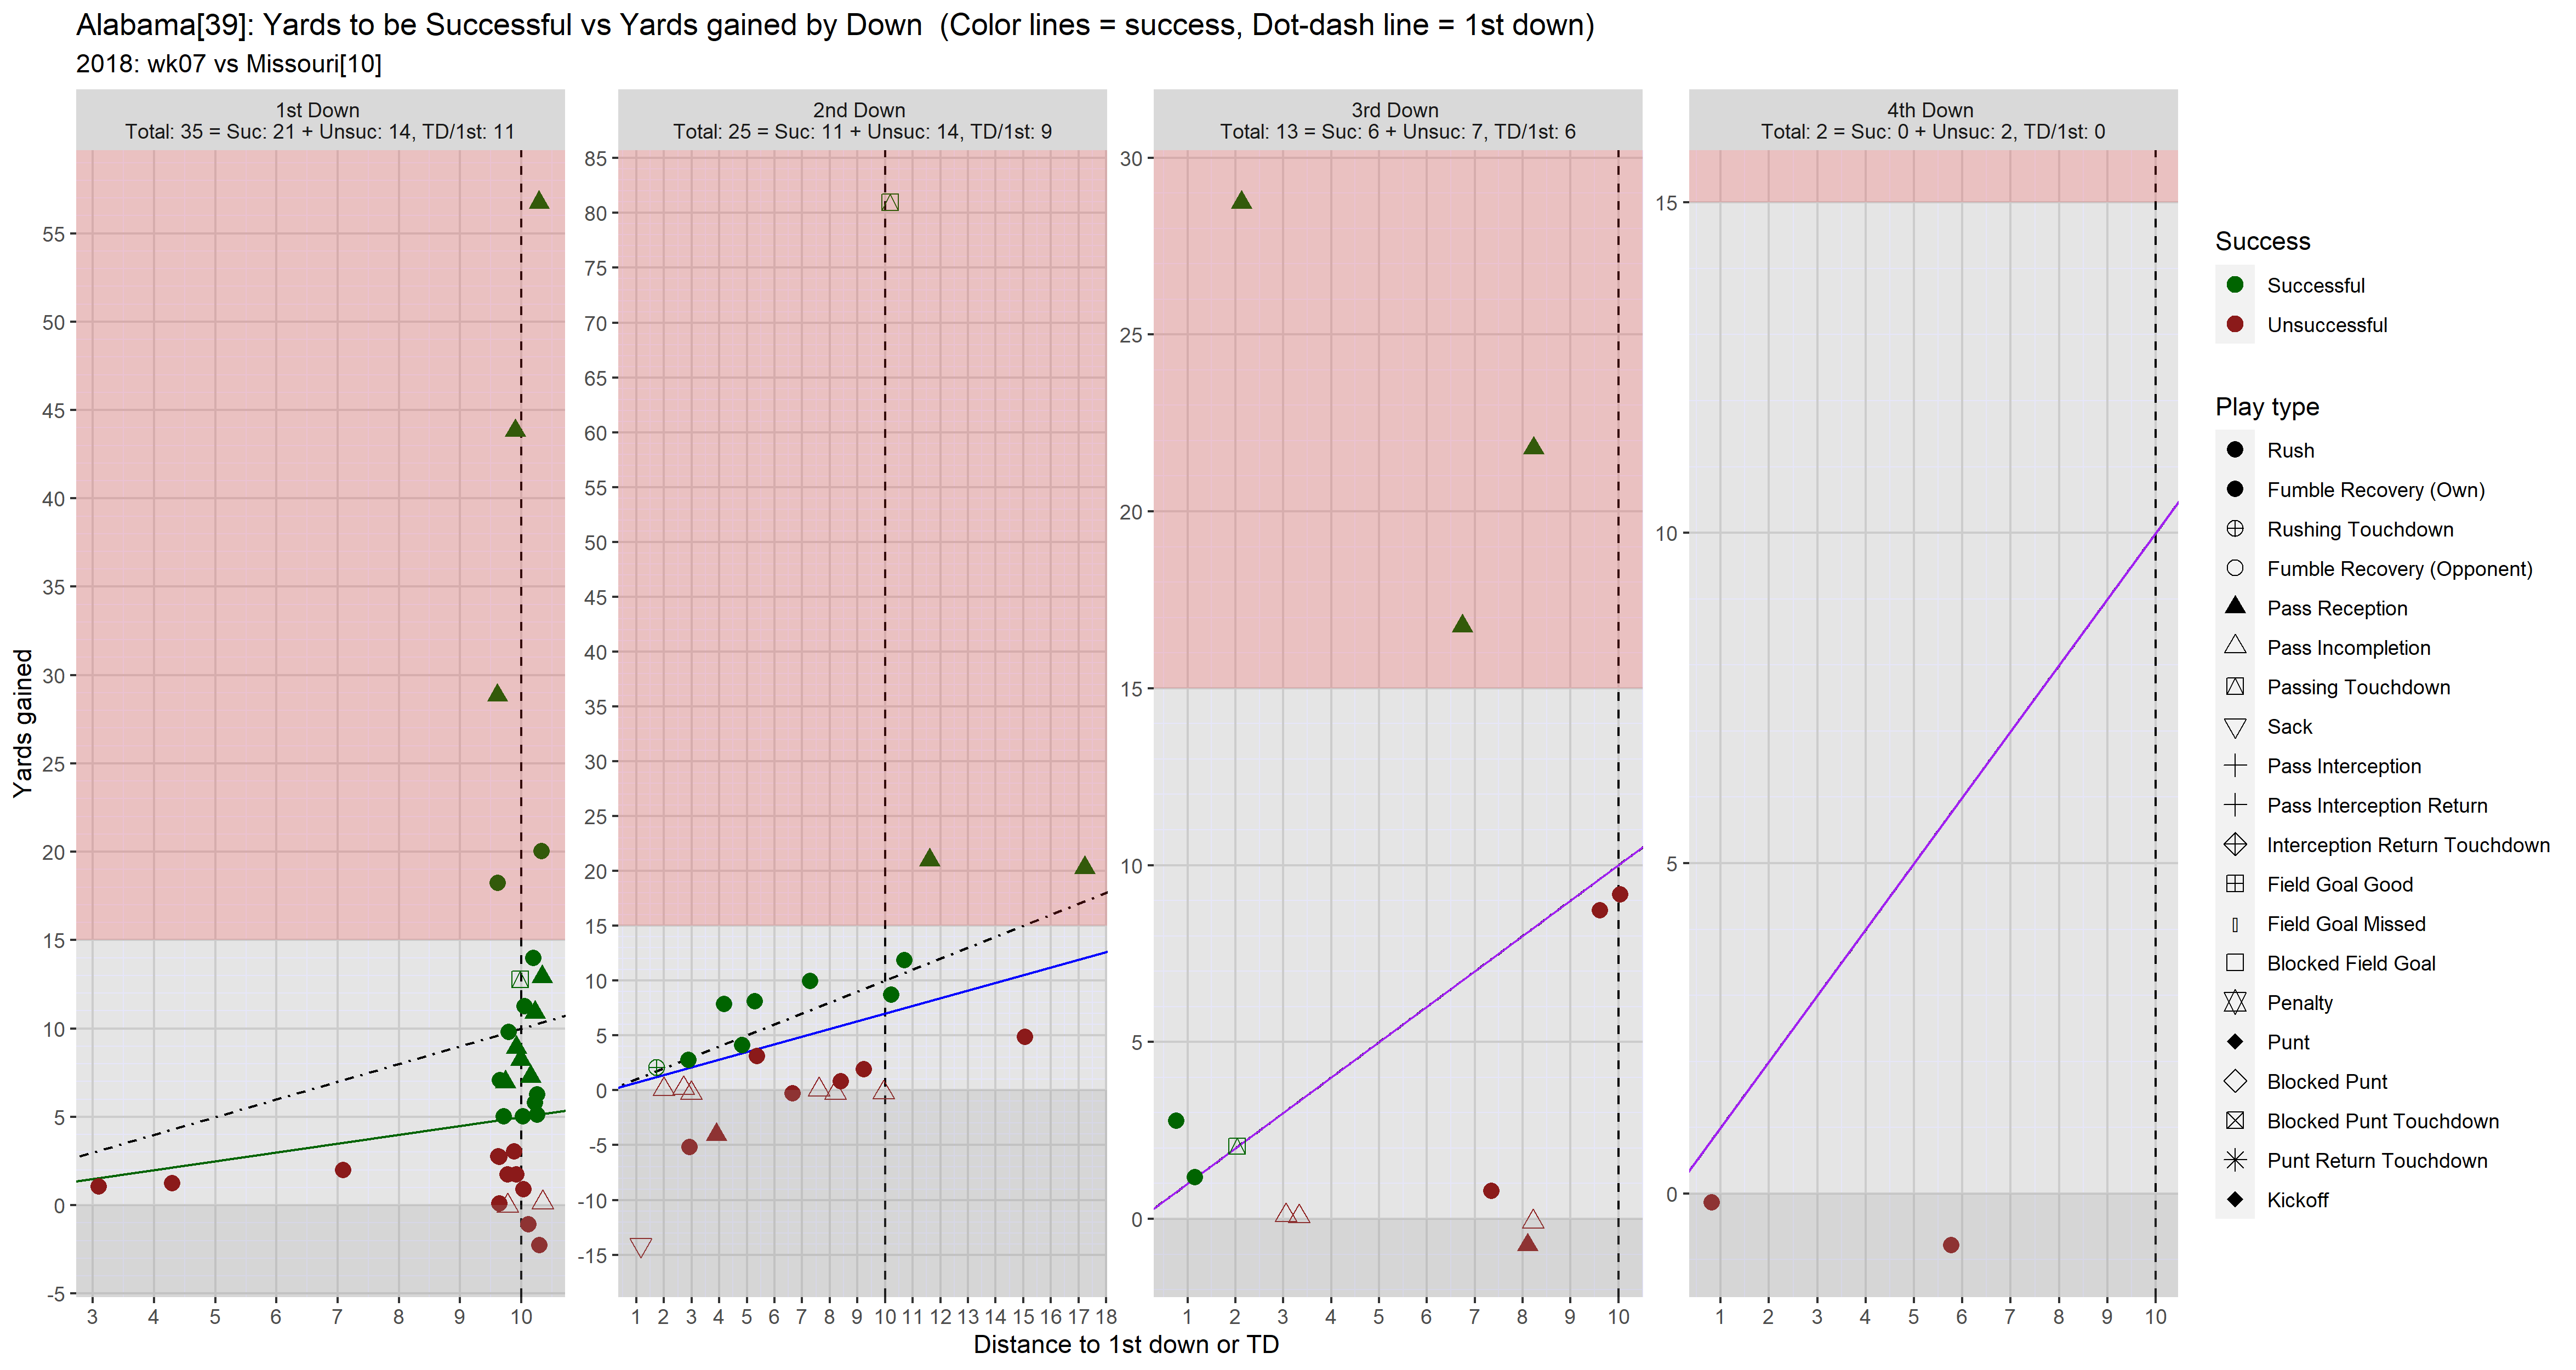 Alabama[39]: Yards to be Successful vs Yards gained by Down  (Color lines = success, Dot-dash line = 1st down)
2018: wk07 vs Missouri[10]
1st Down
Total: 35 = Suc: 21 + Unsuc: 14, TD/1st: 11
2nd Down
Total: 25 = Suc: 11 + Unsuc: 14, TD/1st: 9
3rd Down
Total: 13 = Suc: 6 + Unsuc: 7, TD/1st: 6
4th Down
Total: 2 = Suc: 0 + Unsuc: 2, TD/1st: 0
Yards gained
55
50
45
40
35
30
25
20
15
10
5
0
-5
3 4 5 6 7 8 9 10
85
80
75
70
65
60
55
50
45
40
35
30
25
20
15
10
5
0
-5
-10
-15
1 2 3 4 5 6 7 8 9 10 11 12 13 14 15 16 17 18
30
25
20
15
10
5
0
1 2 3 4 5 6 7 8 9 10
15
10
5
0
1 2 3 4 5 6 7 8 9 10
Distance to 1st down or TD
Success
Successful
Unsuccessful
Play type
Rush
Fumble Recovery (Own)
Rushing Touchdown
Fumble Recovery (Opponent)
Pass Reception
Pass Incompletion
Passing Touchdown
Sack
Pass Interception
Pass Interception Return
Interception Return Touchdown
Field Goal Good
Field Goal Missed
Blocked Field Goal
Penalty
Punt
Blocked Punt
Blocked Punt Touchdown
Punt Return Touchdown
Kickoff